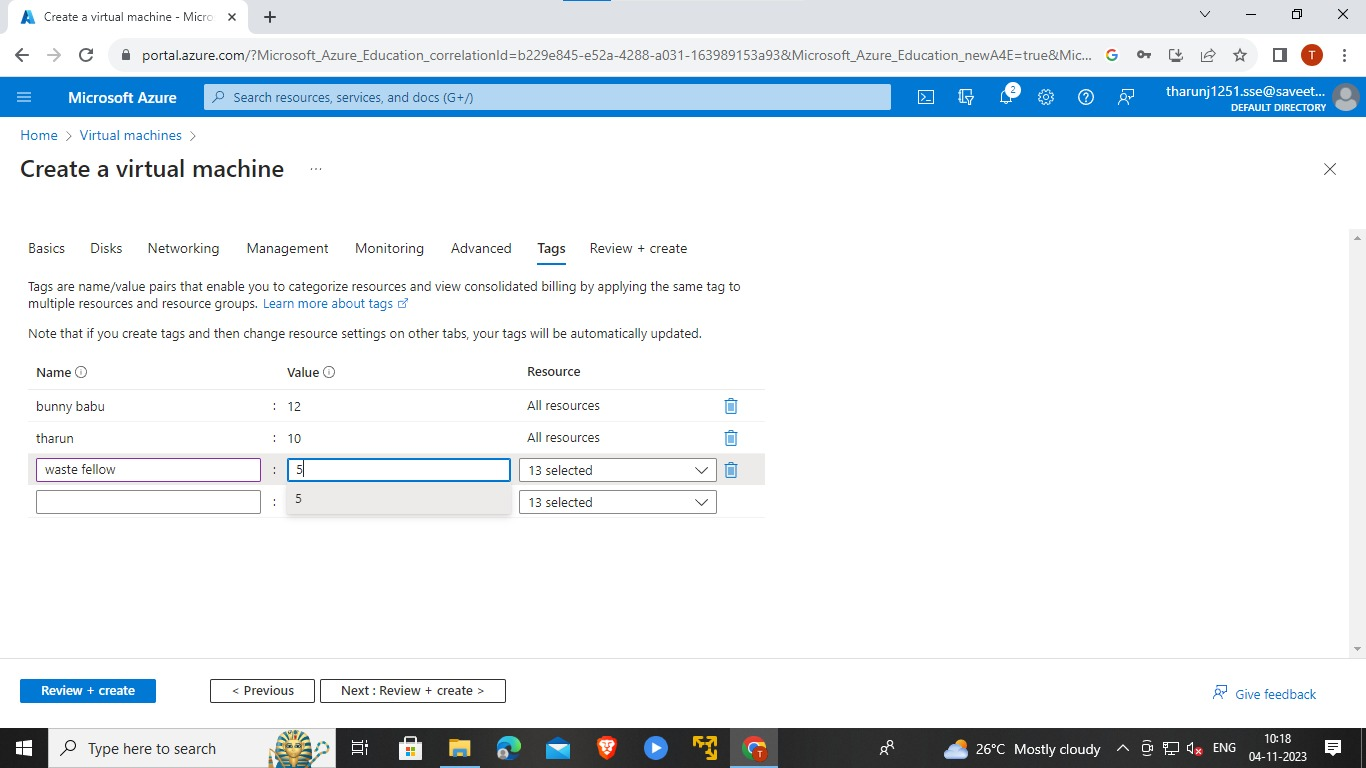 Create a virtual machine - Micro
portal.azure.com/?Microsoft_Azure_Education_correlationId=b229e845-e52a-4288-a031-163989153a93&Microsoft_Azure_Education_newA4E=true&Mic...
T
Microsoft Azure
Search resources, services, and docs (G+/)
2
tharunj1251.sse@saveet...
DEFAULT DIRECTORY
Home > Virtual machines >
Create a virtual machine ...
Basics Disks Networking Management Monitoring Advanced Tags Review + create
Tags are name/value pairs that enable you to categorize resources and view consolidated billing by applying the same tag to
multiple resources and resource groups. Learn more about tags
Note that if you create tags and then change resource settings on other tabs, your tags will be automatically updated.
Name Value Resource
bunny babu : 12 All resources
tharun : 10 All resources
waste fellow : 5 13 selected
: 13 selected
5
Review + create < Previous Next : Review + create > Give feedback
Type here to search
T
26°C Mostly cloudy
ENG
10:18
04-11-2023